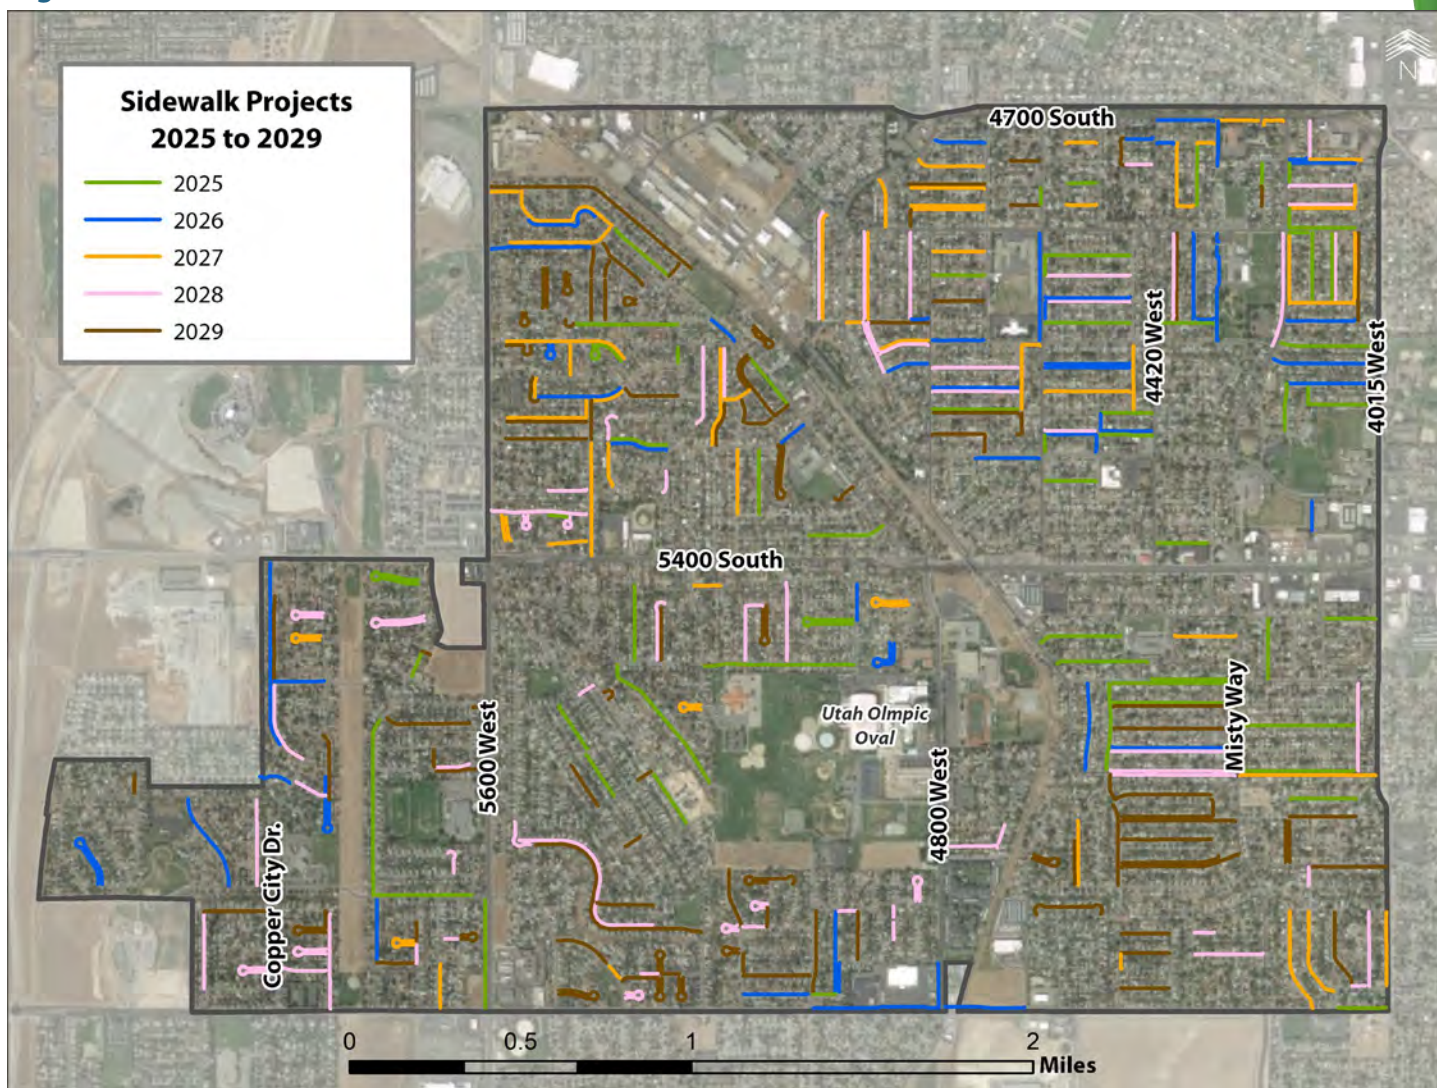 Sidewalk Projects
2025 to 2029
2025
2026
2027
2028
2029
N
4700 South
4420 West
4015 West
5400 South
5600 West
Utah Olmpic
Oval
4800 West
Misty Way
Copper City Dr.
0
0.5
1
2
Miles